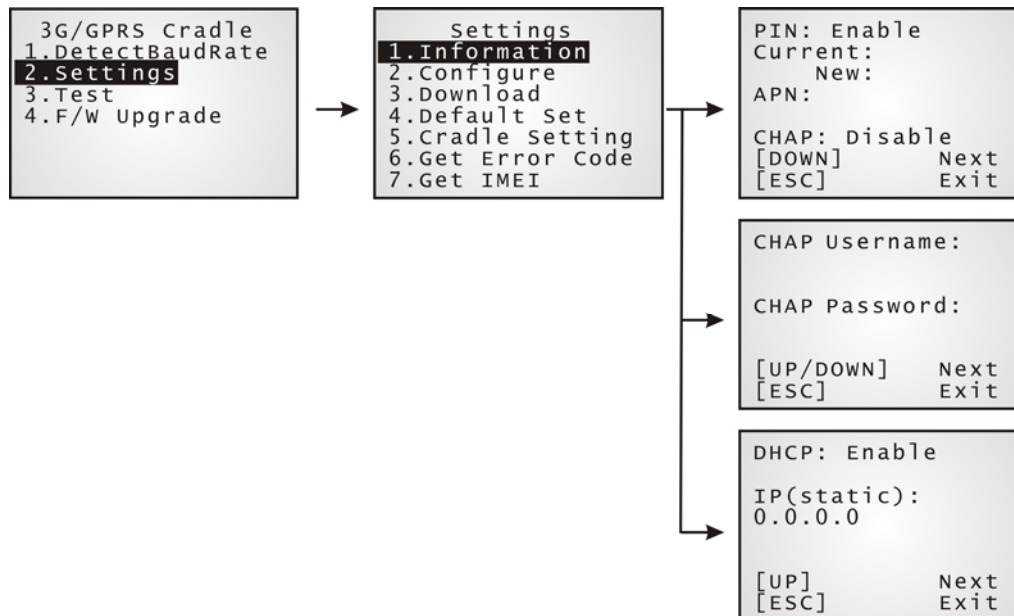 3G/GPRS Cradle
1.DetectBaudRate
2.Settings
3.Test
4.F/W Upgrade
Settings
1.Information
2.Configure
3.Download
4.Default Set
5.Cradle Setting
6.Get Error Code
7.Get IMEI
PIN: Enable
Current:
New:
APN:
CHAP: Disable
[DOWN] Next
[ESC] Exit
CHAP Username:
CHAP Password:
[UP/DOWN] Next
[ESC] Exit
DHCP: Enable
IP(static):
0.0.0.0
[UP] Next
[ESC] Exit